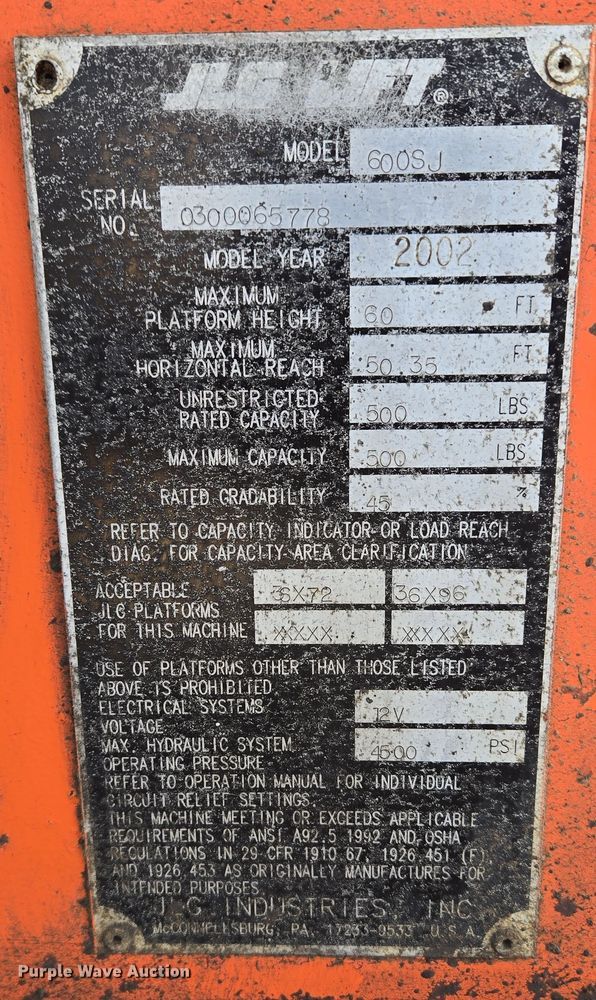 JLG LIFT®
MODEL 600SJ
SERIAL NO. 0300065778
MODEL YEAR 2002
MAXIMUM PLATFORM HEIGHT 60 FT
MAXIMUM HORIZONTAL REACH 50.35 FT
UNRESTRICTED RATED CAPACITY 500 LBS
MAXIMUM CAPACITY 500 LBS
RATED GRADABILITY 45 %
REFER TO CAPACITY INDICATOR OR LOAD REACH
DIAG. FOR CAPACITY AREA CLARIFICATION
ACCEPTABLE 36X72 36X96
JLG PLATFORMS
FOR THIS MACHINE XXXXX XXXXX
USE OF PLATFORMS OTHER THAN THOSE LISTED
ABOVE IS PROHIBITED
ELECTRICAL SYSTEMS
VOLTAGE 12V
MAX. HYDRAULIC SYSTEM
OPERATING PRESSURE 4500 PSI
REFER TO OPERATION MANUAL FOR INDIVIDUAL
CIRCUIT RELIEF SETTINGS.
THIS MACHINE MEETING OR EXCEEDS APPLICABLE
REQUIREMENTS OF ANSI A92.5 1992 AND OSHA
REGULATIONS IN 29 CFR 1910.67, 1926.451 (F),
AND 1926.453 AS ORIGINALLY MANUFACTURES FOR
INTENDED PURPOSES.
JLG INDUSTRIES, INC
McCONNELLSBURG, PA. 17233-0533 U.S.A.
Purple Wave Auction